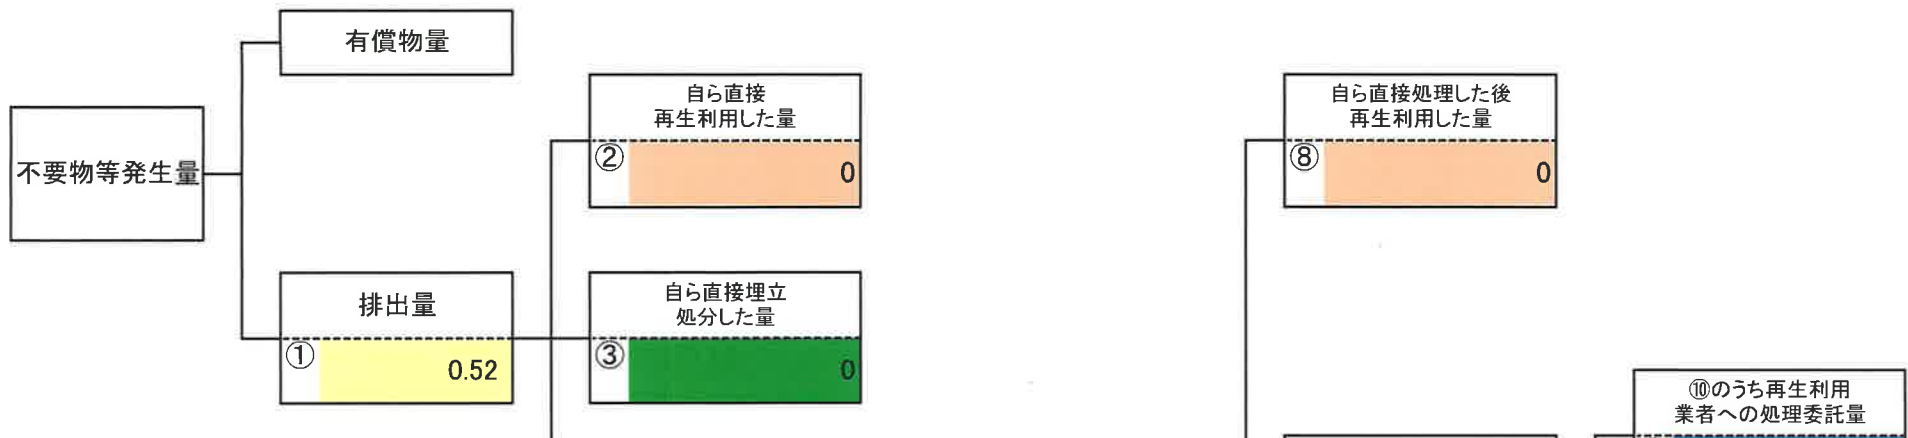 有償物量
不要物等発生量
自ら直接
再生利用した量
②
0
自ら直接処理した後
再生利用した量
⑧
0
排出量
①
0.52
自ら直接埋立
処分した量
③
0
⑩のうち再生利用
業者への処理委託量